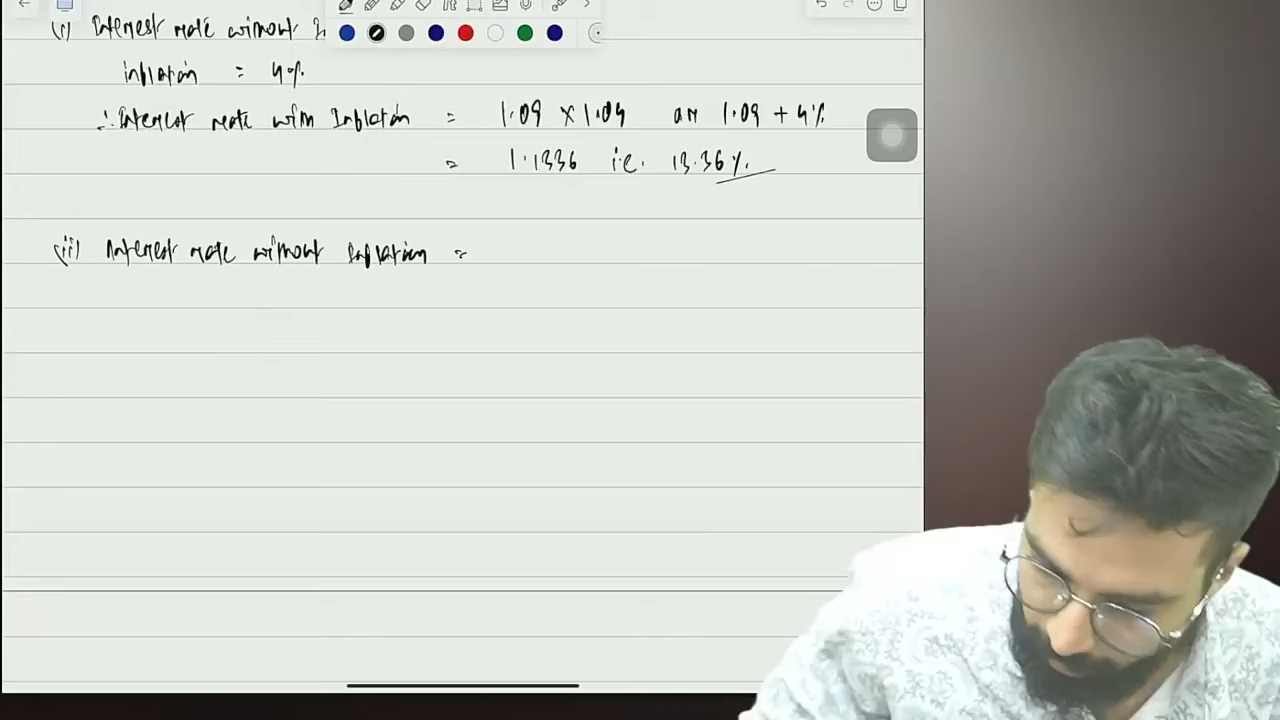 (i) Interest rate without In
inflation = 4%
∴ Interest rate with Inflation = 1.09 x 1.04 or 1.09 + 4%
= 1.1336 i.e. 13.36%
(ii) Interest rate without Inflation =